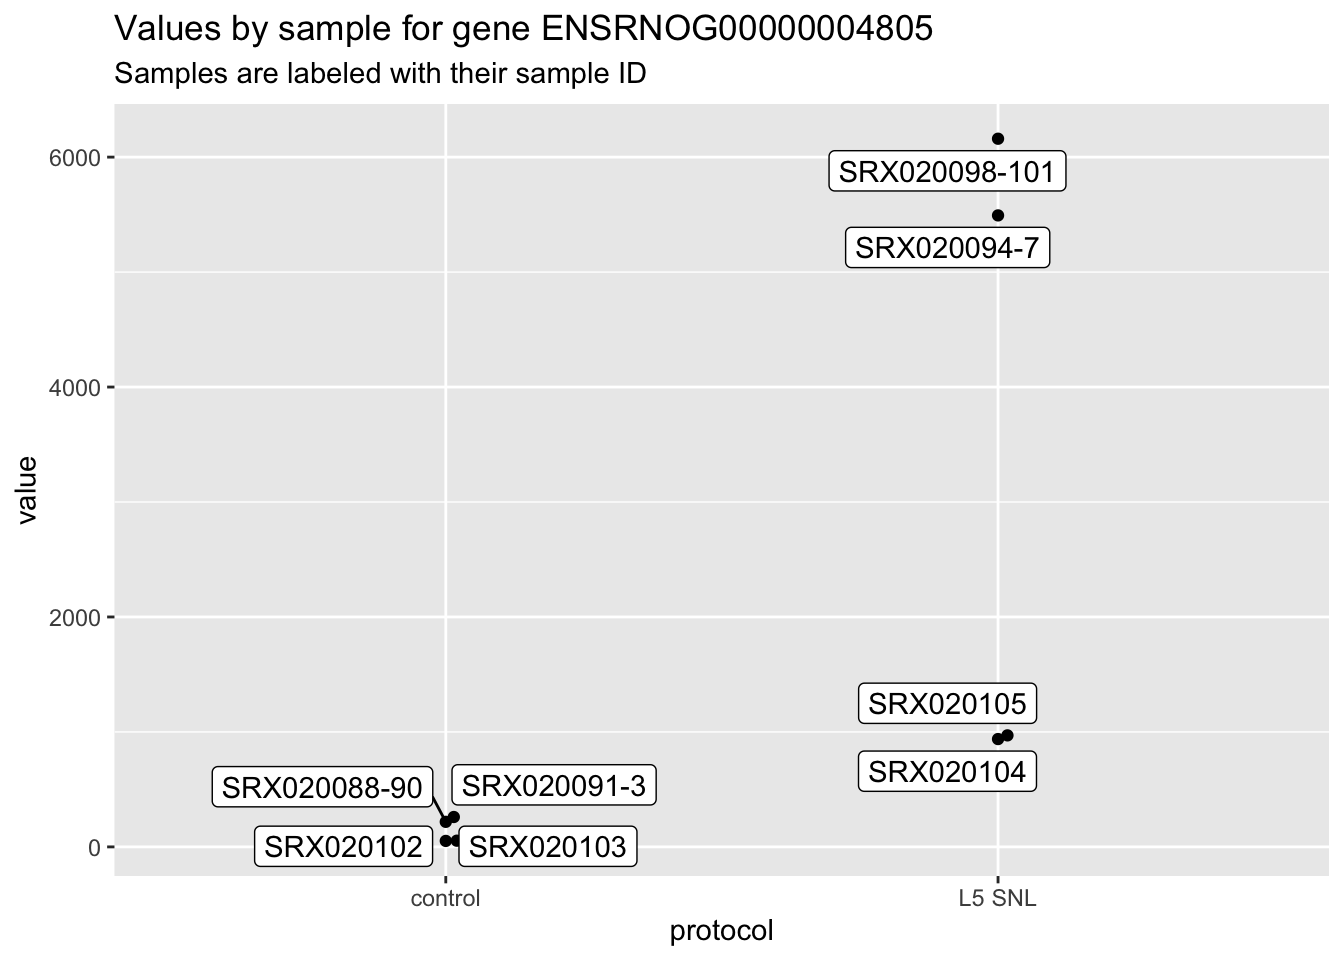 Values by sample for gene ENSRNOG00000004805
Samples are labeled with their sample ID
6000
SRX020098-101
SRX020094-7
4000
value
2000
SRX020105
SRX020104
SRX020088-90
SRX020091-3
0
SRX020102
SRX020103
control
L5 SNL
protocol